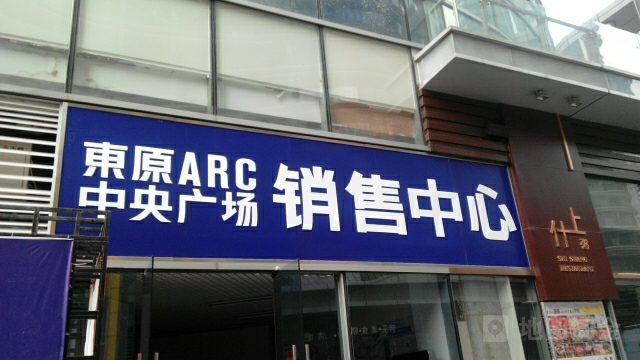 東原ARC
中央广场
销售中心
上
什